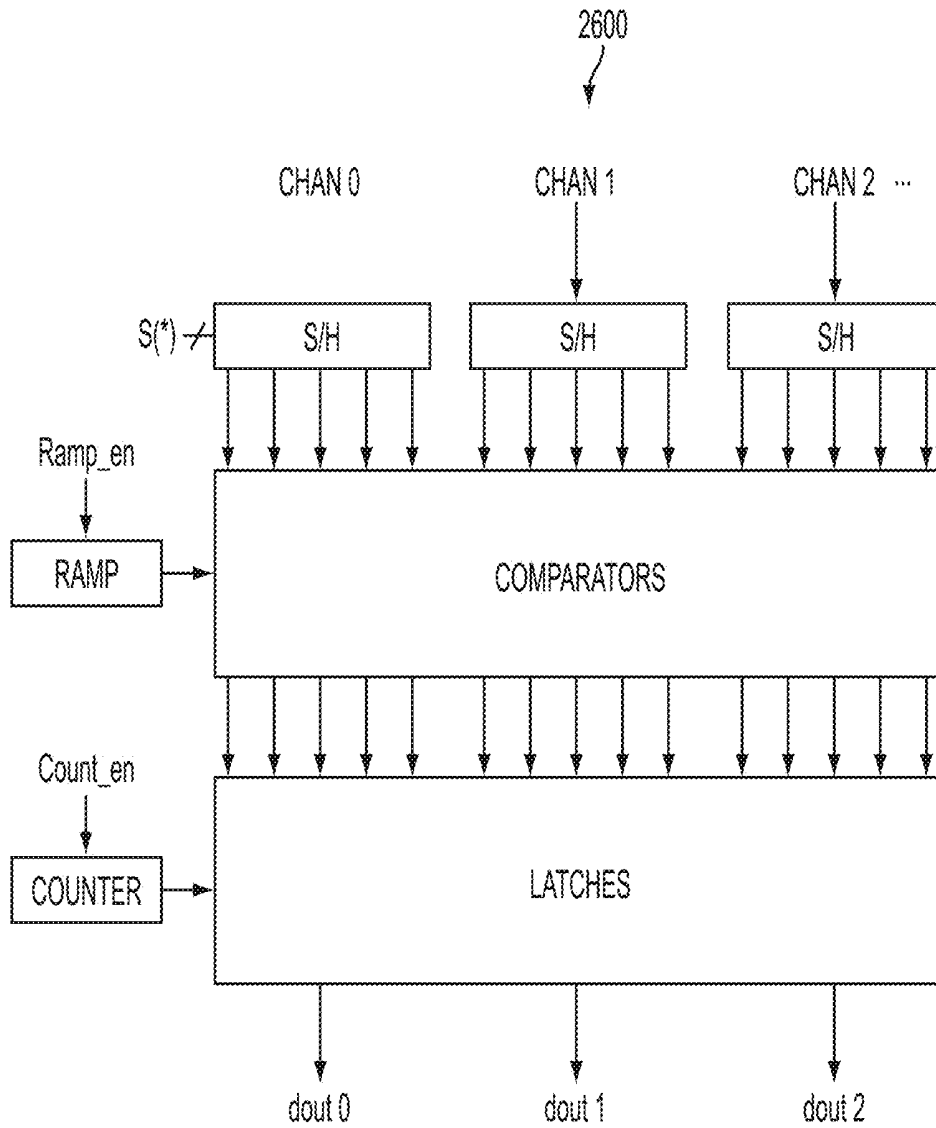 2600
CHAN 0 CHAN 1 CHAN 2 ...
S(*) S/H S/H S/H
Ramp_en
RAMP COMPARATORS
Count_en
COUNTER LATCHES
dout 0 dout 1 dout 2